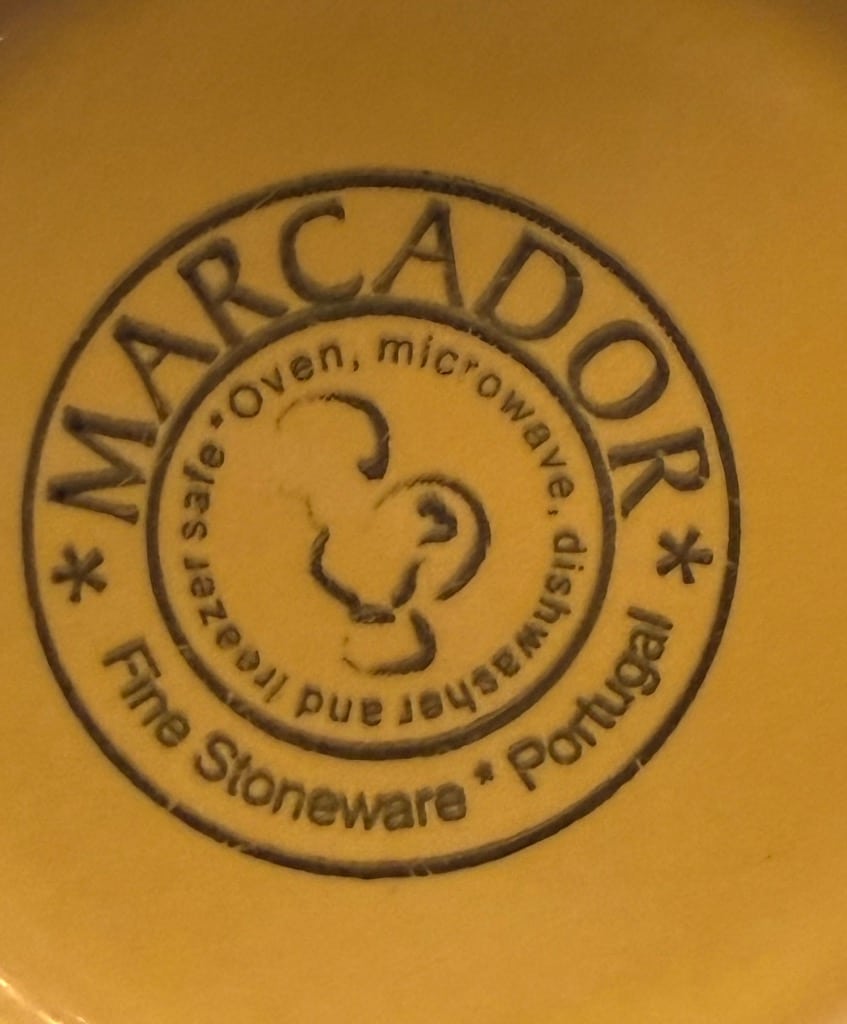 * MARCADOR *
Fine Stoneware * Portugal
*Oven, microwave, dishwasher and freezer safe